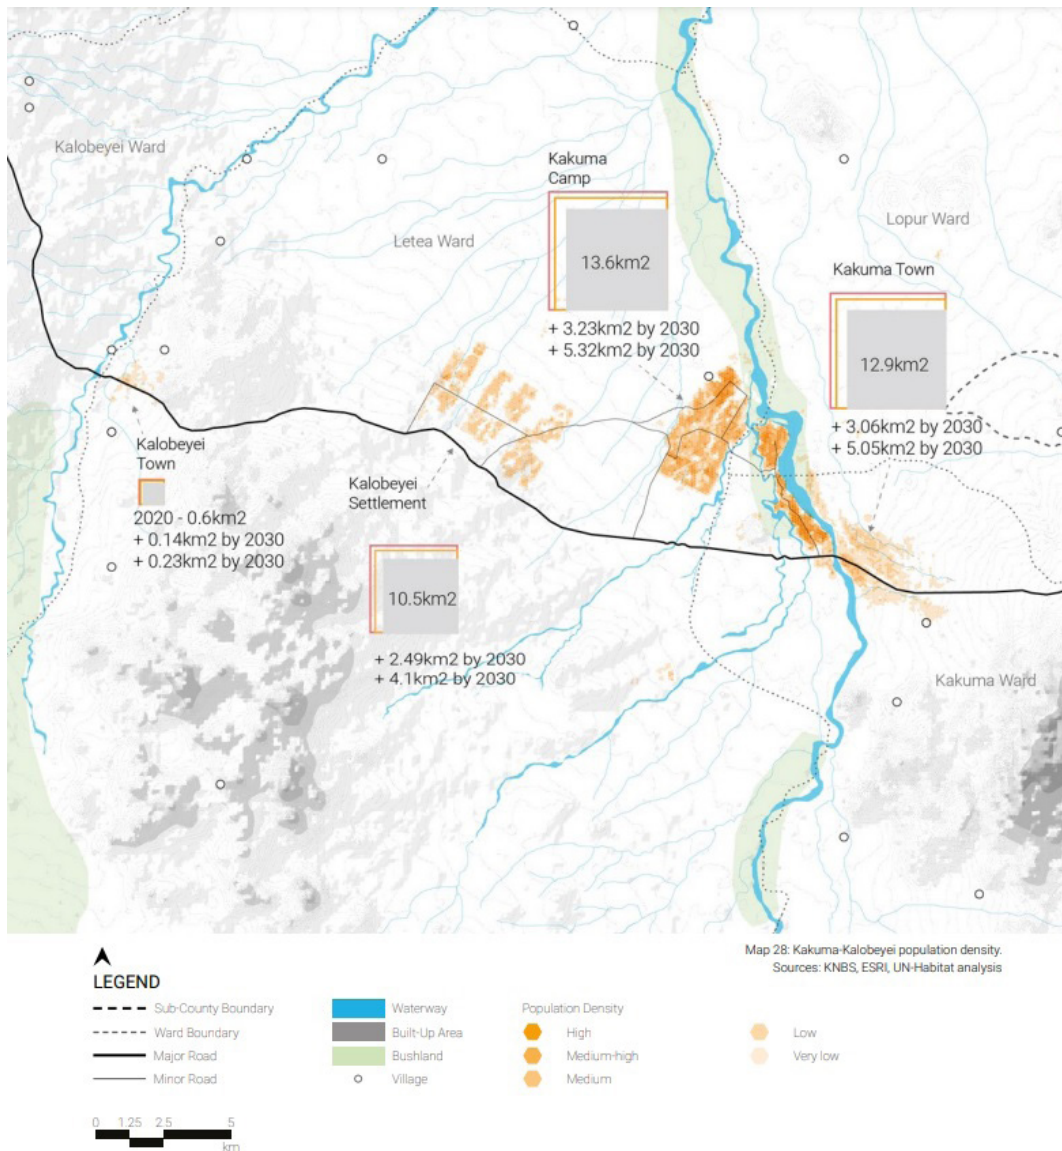 Kalobeyei Ward
Kakuma
Camp
Letea Ward
Lopur Ward
13.6km2
Kakuma Town
+ 3.23km2 by 2030
+ 5.32km2 by 2030
12.9km2
+ 3.06km2 by 2030
+ 5.05km2 by 2030
Kalobeyei
Town
2020 - 0.6km2
+ 0.14km2 by 2030
+ 0.23km2 by 2030
Kalobeyei
Settlement
10.5km2
+ 2.49km2 by 2030
+ 4.1km2 by 2030
Kakuma Ward
Map 28: Kakuma-Kalobeyei population density.
Sources: KNBS, ESRI, UN-Habitat analysis
LEGEND
Sub-County Boundary
Ward Boundary
Major Road
Minor Road
Waterway
Built-Up Area
Bushland
Village
Population Density
High
Medium-high
Medium
Low
Very low
0 1.25 2.5 5
km